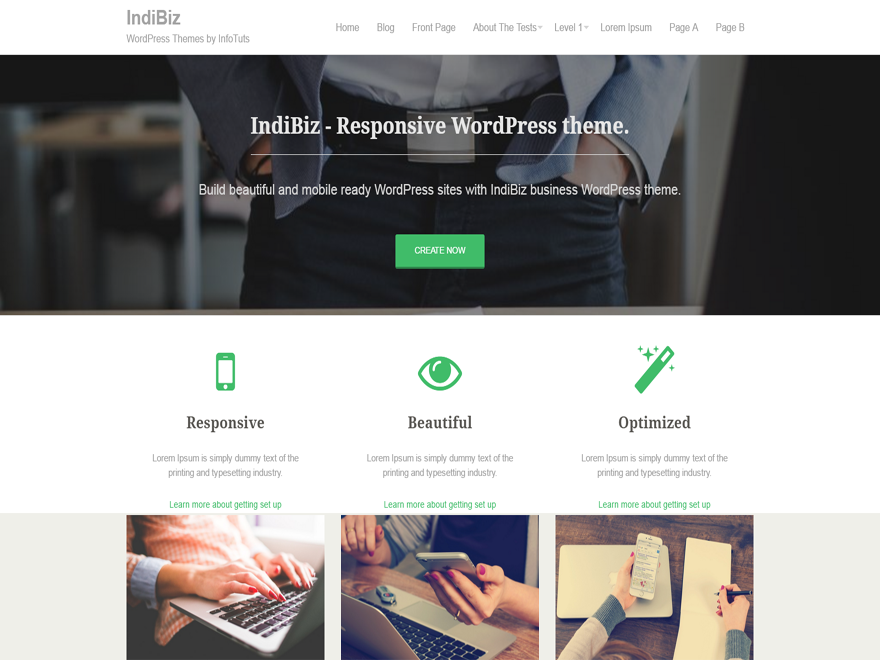 IndiBiz
WordPress Themes by InfoTuts
Home Blog Front Page About The Tests Level 1 Lorem Ipsum Page A Page B
IndiBiz - Responsive WordPress theme.
Build beautiful and mobile ready WordPress sites with IndiBiz business WordPress theme.
CREATE NOW
Responsive
Lorem Ipsum is simply dummy text of the
printing and typesetting industry.
Learn more about getting set up
Beautiful
Lorem Ipsum is simply dummy text of the
printing and typesetting industry.
Learn more about getting set up
Optimized
Lorem Ipsum is simply dummy text of the
printing and typesetting industry.
Learn more about getting set up